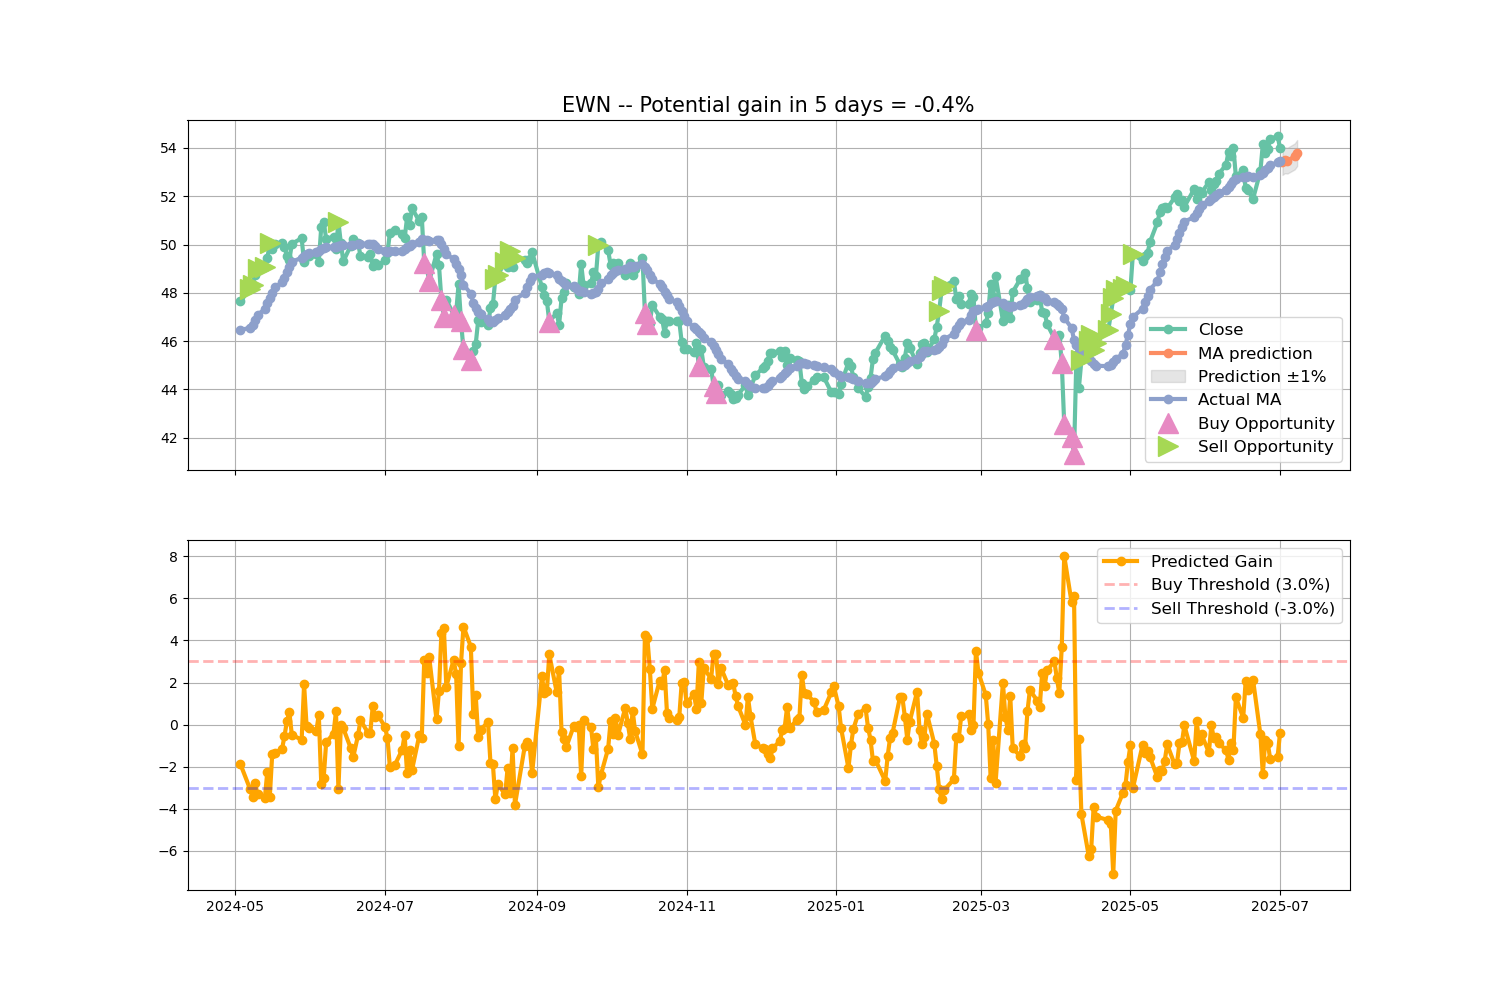 EWN -- Potential gain in 5 days = -0.4%
54
52
50
48
46
44
42
Close
MA prediction
Prediction ±1%
Actual MA
Buy Opportunity
Sell Opportunity
8
6
4
2
0
−2
−4
−6
Predicted Gain
Buy Threshold (3.0%)
Sell Threshold (-3.0%)
2024-05 2024-07 2024-09 2024-11 2025-01 2025-03 2025-05 2025-07